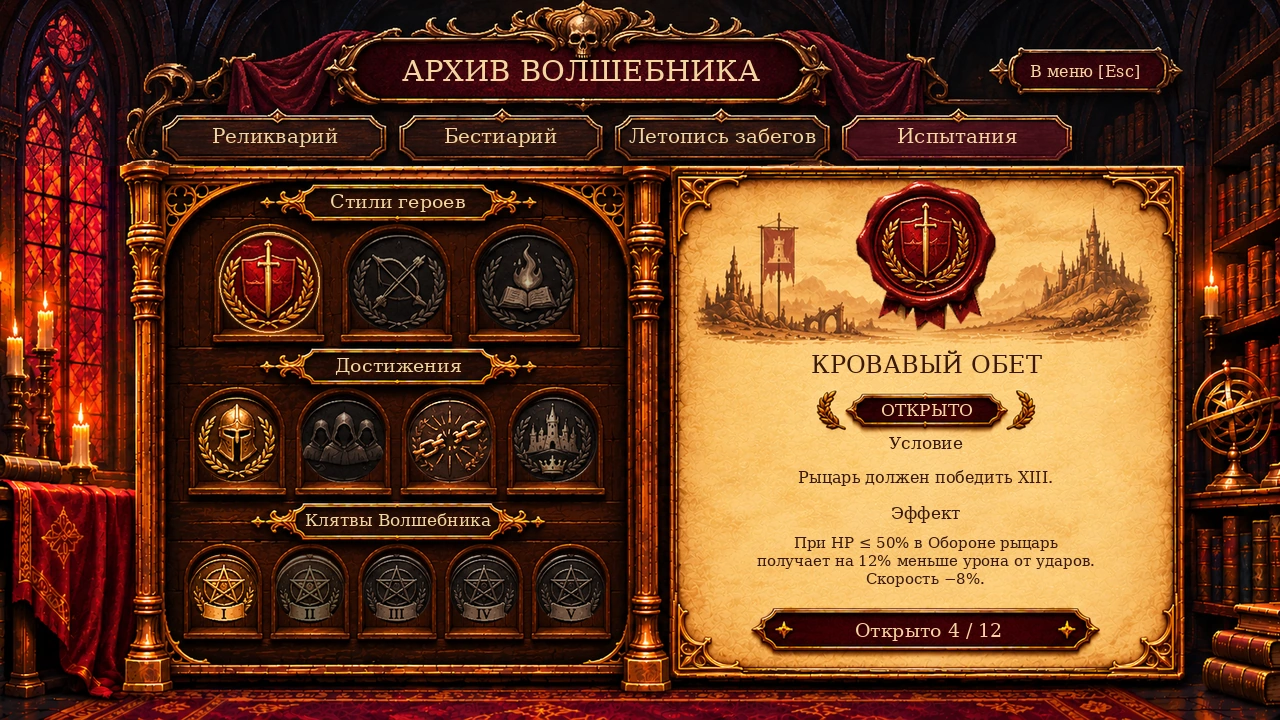 АРХИВ ВОЛШЕБНИКА
В меню [Esc]
Реликварий
Бестиарий
Летопись забегов
Испытания
Стили героев
Достижения
Клятвы Волшебника
I
II
III
IV
V
КРОВАВЫЙ ОБЕТ
ОТКРЫТО
Условие
Рыцарь должен победить XIII.
Эффект
При HP ≤ 50% в Обороне рыцарь
получает на 12% меньше урона от ударов.
Скорость −8%.
Открыто 4 / 12